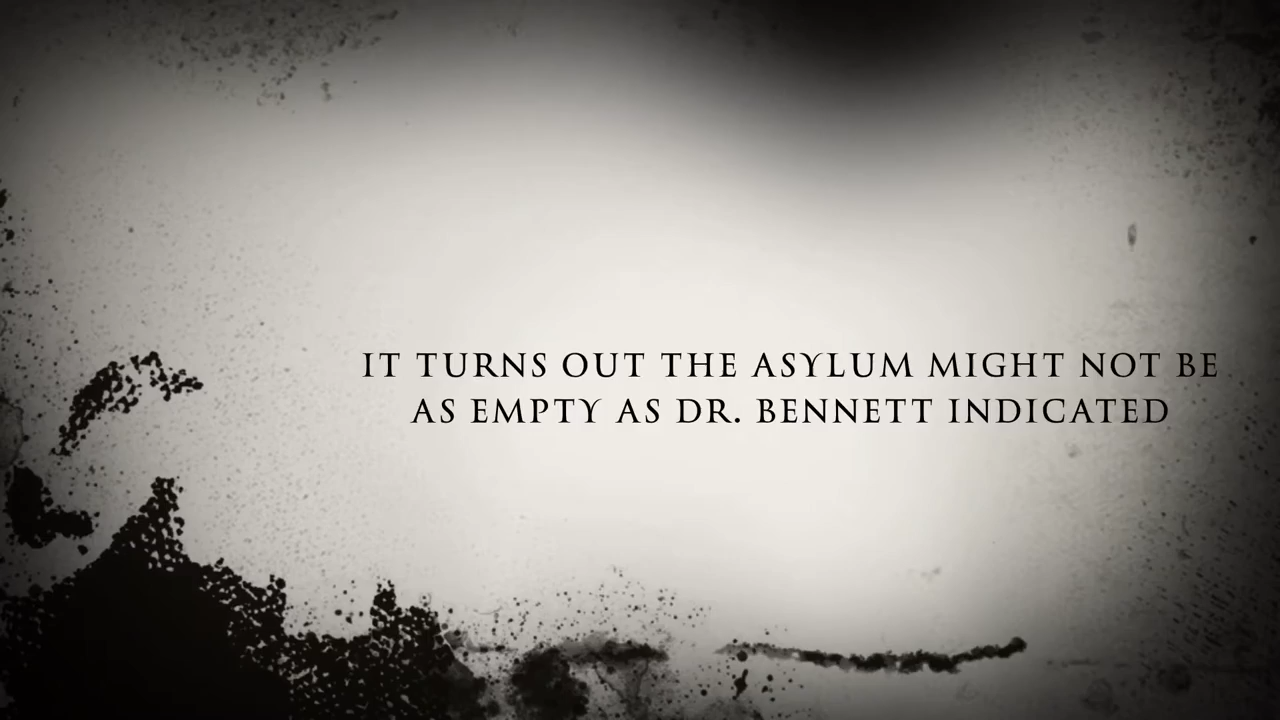 IT TURNS OUT THE ASYLUM MIGHT NOT BE
AS EMPTY AS DR. BENNETT INDICATED